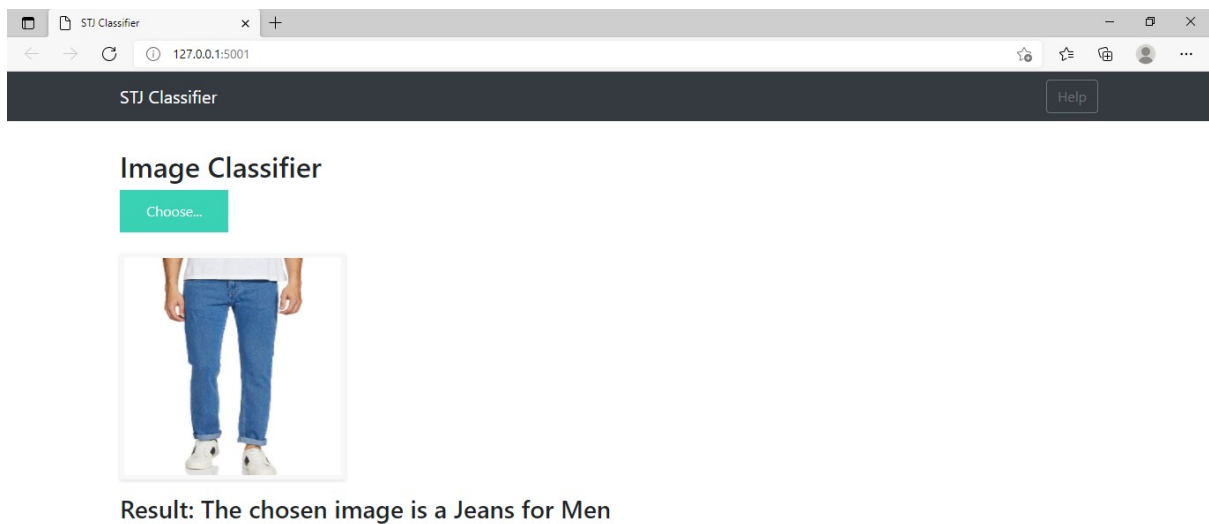 STJ Classifier
127.0.0.1:5001
STJ Classifier
Help
Image Classifier
Choose...
Result: The chosen image is a Jeans for Men